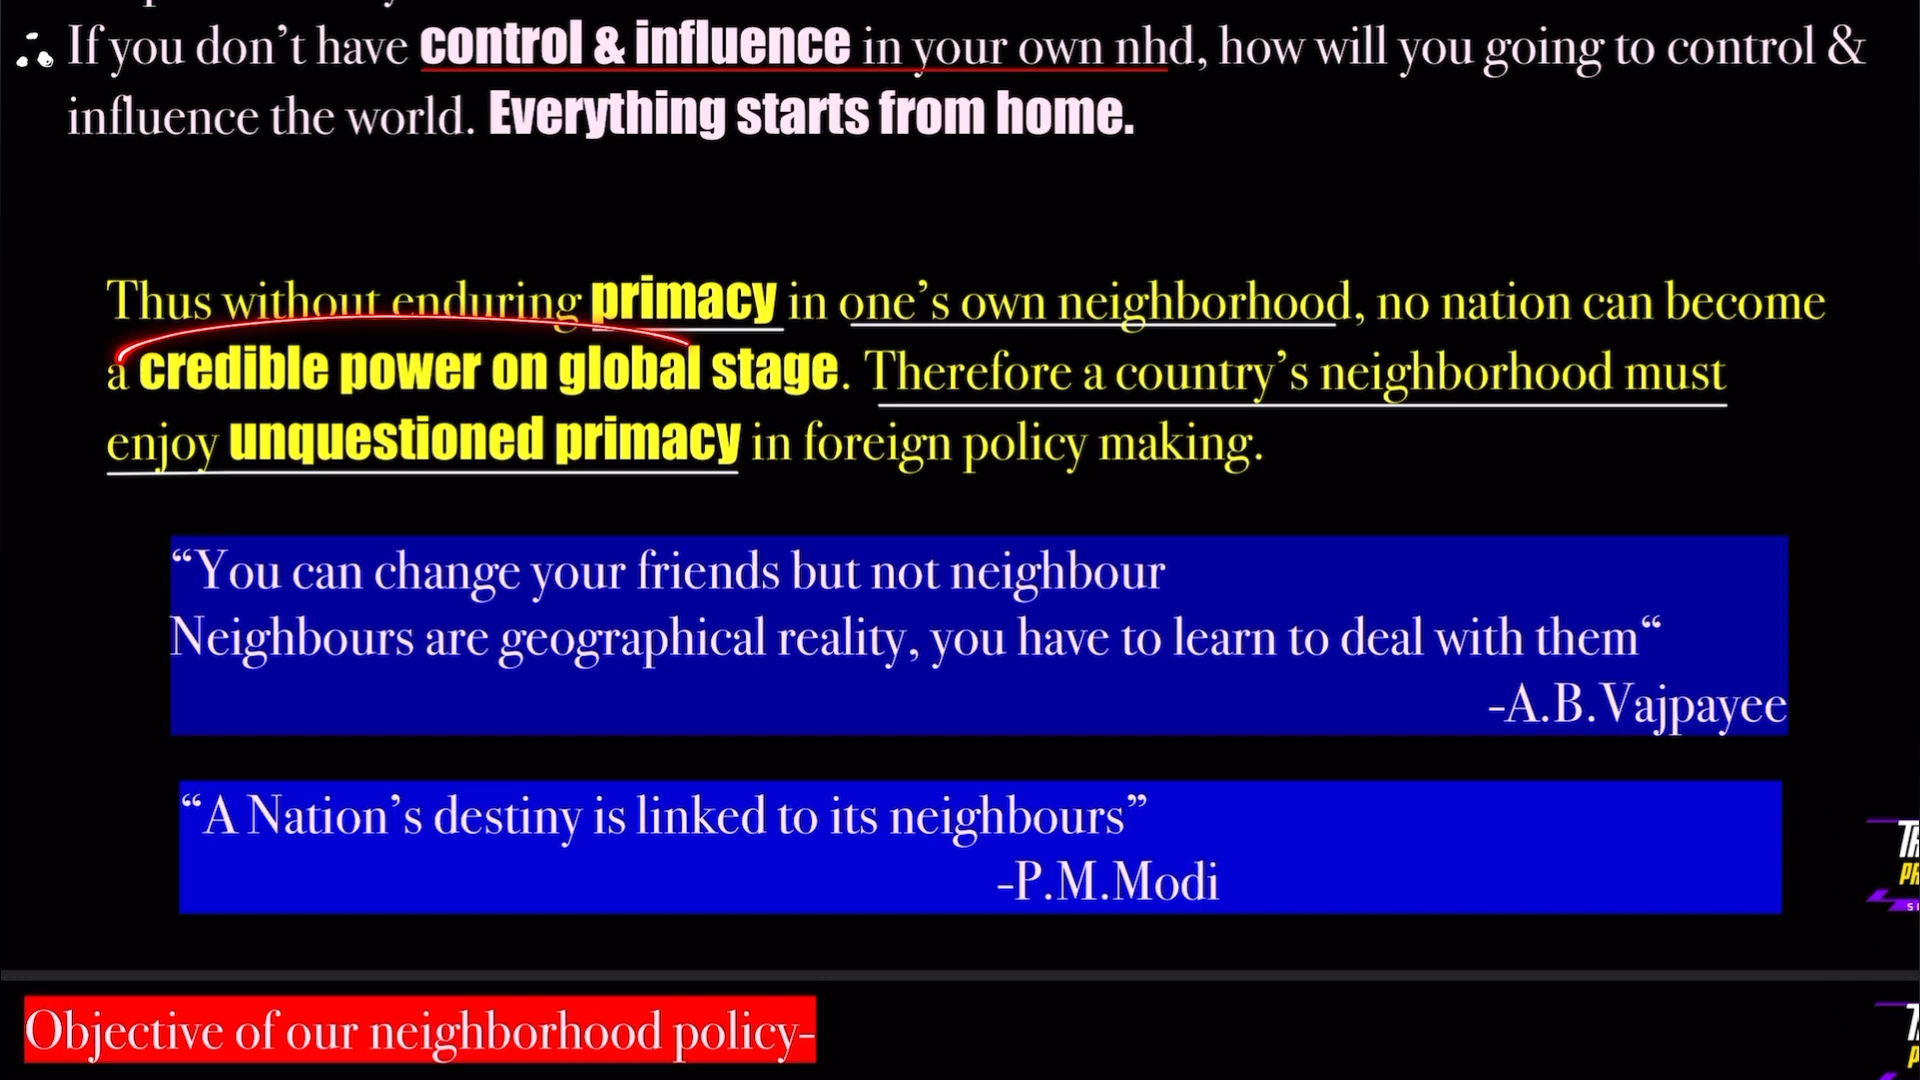 ∴ If you don’t have control & influence in your own nhd, how will you going to control &
influence the world. Everything starts from home.
Thus without enduring primacy in one’s own neighborhood, no nation can become
a credible power on global stage. Therefore a country’s neighborhood must
enjoy unquestioned primacy in foreign policy making.
“You can change your friends but not neighbour
Neighbours are geographical reality, you have to learn to deal with them“
-A.B.Vajpayee
“A Nation’s destiny is linked to its neighbours”
-P.M.Modi
Objective of our neighborhood policy-